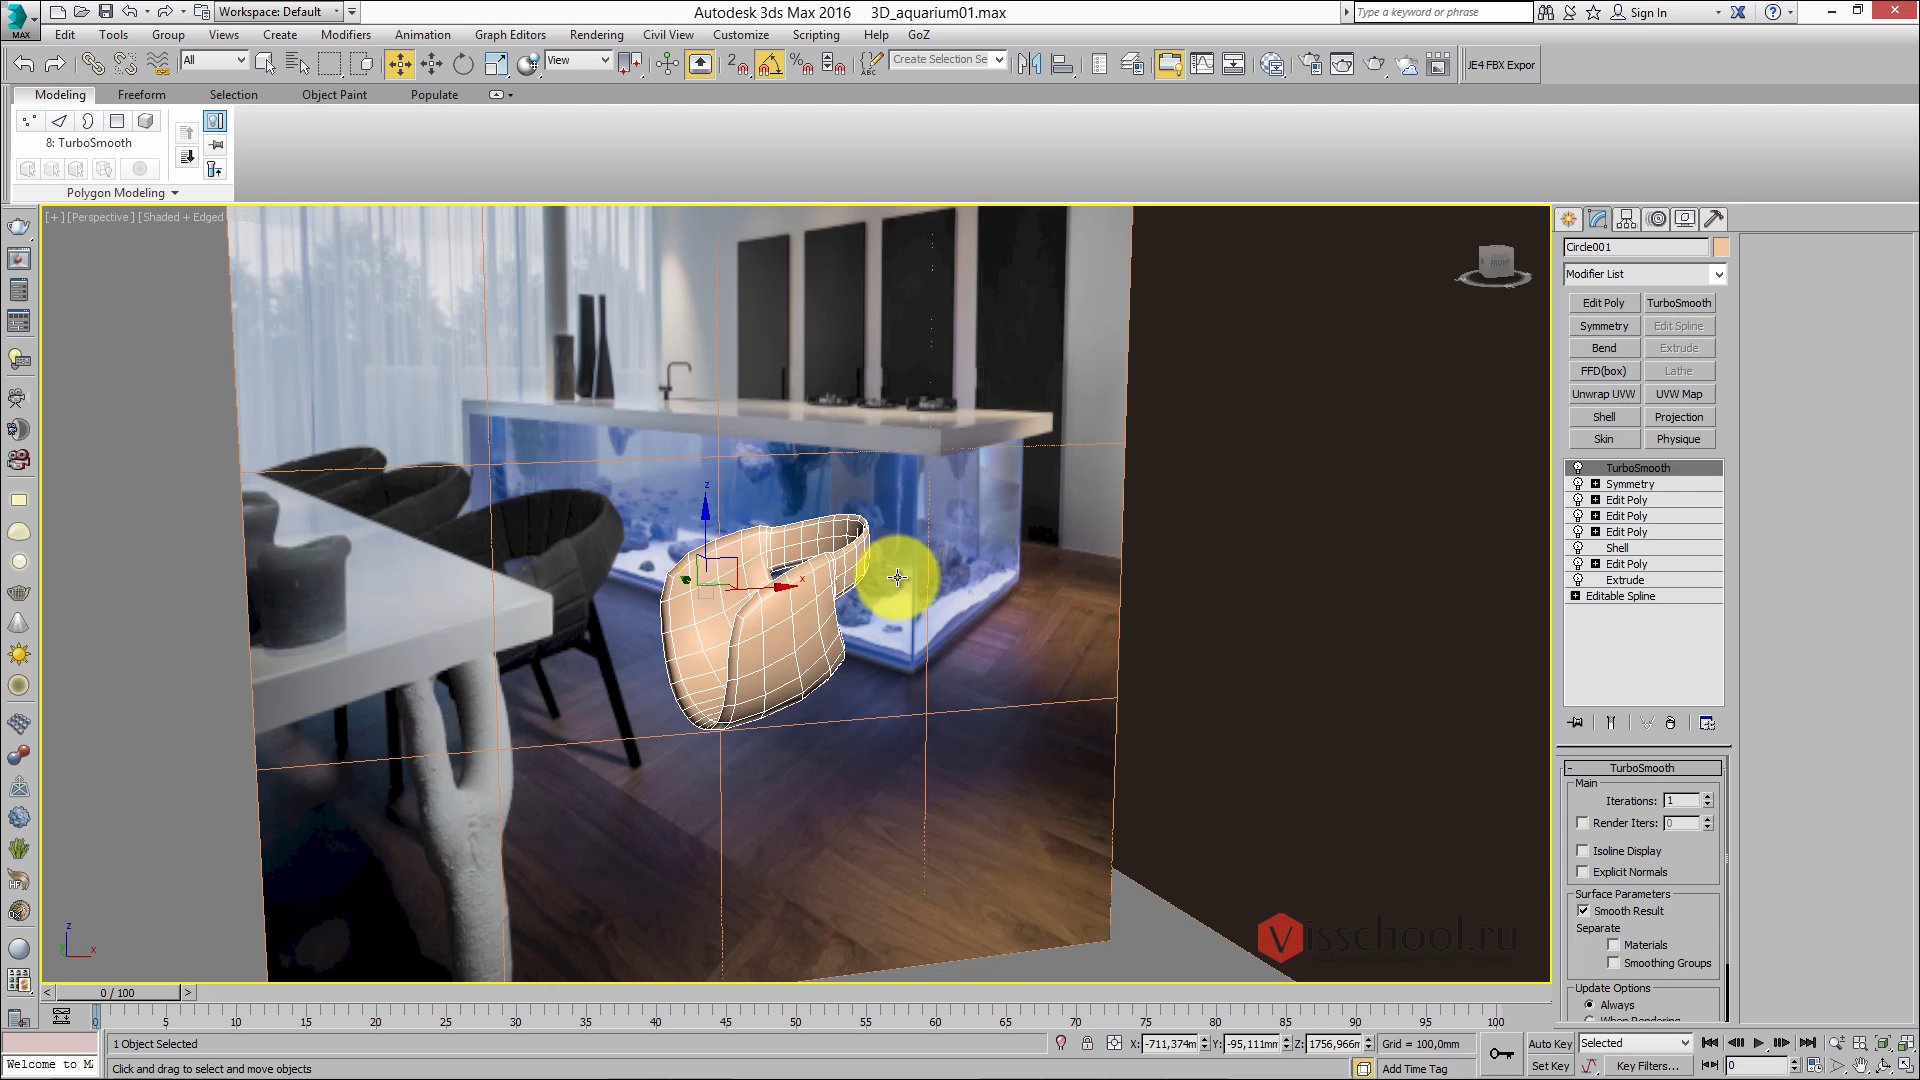 MAX
Workspace: Default
Autodesk 3ds Max 2016 3D_aquarium01.max
Type a keyword or phrase
Sign In
Edit Tools Group Views Create Modifiers Animation Graph Editors Rendering Civil View Customize Scripting Help GoZ
All
View
Create Selection Se
JE4 FBX Expor
Modeling Freeform Selection Object Paint Populate
8: TurboSmooth
Polygon Modeling
[+] [Perspective] [Shaded + Edged
FRONT
z
x
z
x
Visschool.ru
Circle001
Modifier List
Edit Poly TurboSmooth
Symmetry Edit Spline
Bend Extrude
FFD(box) Lathe
Unwrap UVW UVW Map
Shell Projection
Skin Physique
TurboSmooth
Symmetry
Edit Poly
Edit Poly
Edit Poly
Shell
Edit Poly
Extrude
Editable Spline
- TurboSmooth
Main
Iterations: 1
Render Iters: 0
Isoline Display
Explicit Normals
Surface Parameters
Smooth Result
Separate
Materials
Smoothing Groups
Update Options
Always
When Rendering
< 0 / 100 >
0 5 10 15 20 25 30 35 40 45 50 55 60 65 70 75 80 85 90 95 100
1 Object Selected
X: -711,374m Y: -95,111mm Z: 1756,966m Grid = 100,0mm
Auto Key Selected
Welcome to M
Click and drag to select and move objects
Add Time Tag
Set Key Key Filters... 0